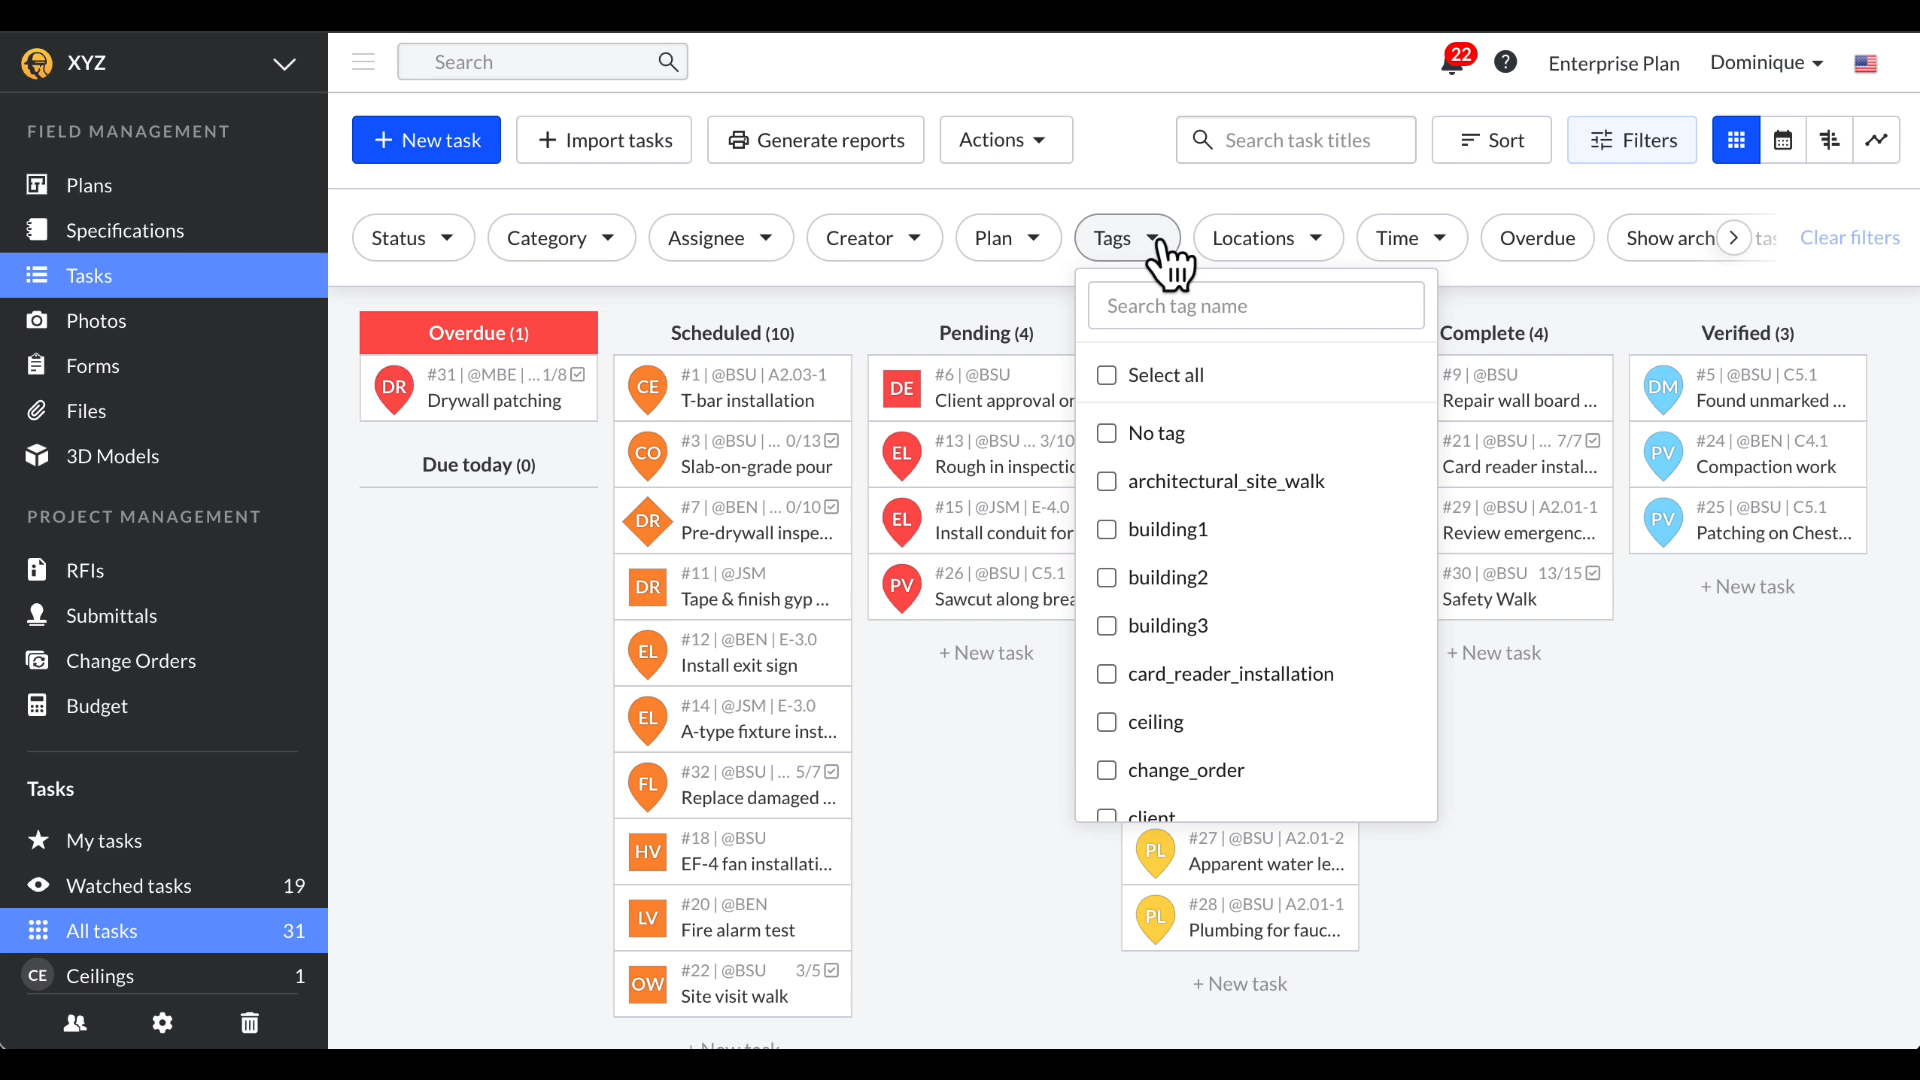 XYZ
Search
22
?
Enterprise Plan
Dominique
FIELD MANAGEMENT
Plans
Specifications
Tasks
Photos
Forms
Files
3D Models
PROJECT MANAGEMENT
RFIs
Submittals
Change Orders
Budget
Tasks
My tasks
Watched tasks 19
All tasks 31
CE Ceilings 1
+ New task
+ Import tasks
Generate reports
Actions
Search task titles
Sort
Filters
Status
Category
Assignee
Creator
Plan
Tags
Locations
Time
Overdue
Show arch
Clear filters
Overdue (1)
DR
#31 | @MBE | ... 1/8
Drywall patching
Due today (0)
Scheduled (10)
CE
#1 | @BSU | A2.03-1
T-bar installation
CO
#3 | @BSU | ... 0/13
Slab-on-grade pour
DR
#7 | @BEN | ... 0/10
Pre-drywall inspe...
DR
#11 | @JSM
Tape & finish gyp ...
EL
#12 | @BEN | E-3.0
Install exit sign
EL
#14 | @JSM | E-3.0
A-type fixture inst...
FL
#32 | @BSU | ... 5/7
Replace damaged ...
HV
#18 | @BSU
EF-4 fan installati...
LV
#20 | @BEN
Fire alarm test
OW
#22 | @BSU 3/5
Site visit walk
+ New task
Pending (4)
DE
#6 | @BSU
Client approval or
EL
#13 | @BSU ... 3/10
Rough in inspectic
EL
#15 | @JSM | E-4.0
Install conduit for
PV
#26 | @BSU | C5.1
Sawcut along brea
+ New task
Search tag name
Select all
No tag
architectural_site_walk
building1
building2
building3
card_reader_installation
ceiling
change_order
client
PL
#27 | @BSU | A2.01-2
Apparent water le...
PL
#28 | @BSU | A2.01-1
Plumbing for fauc...
+ New task
Complete (4)
#9 | @BSU
Repair wall board ...
#21 | @BSU | ... 7/7
Card reader instal...
#29 | @BSU | A2.01-1
Review emergenc...
#30 | @BSU 13/15
Safety Walk
+ New task
Verified (3)
DM
#5 | @BSU | C5.1
Found unmarked ...
PV
#24 | @BEN | C4.1
Compaction work
PV
#25 | @BSU | C5.1
Patching on Chest...
+ New task